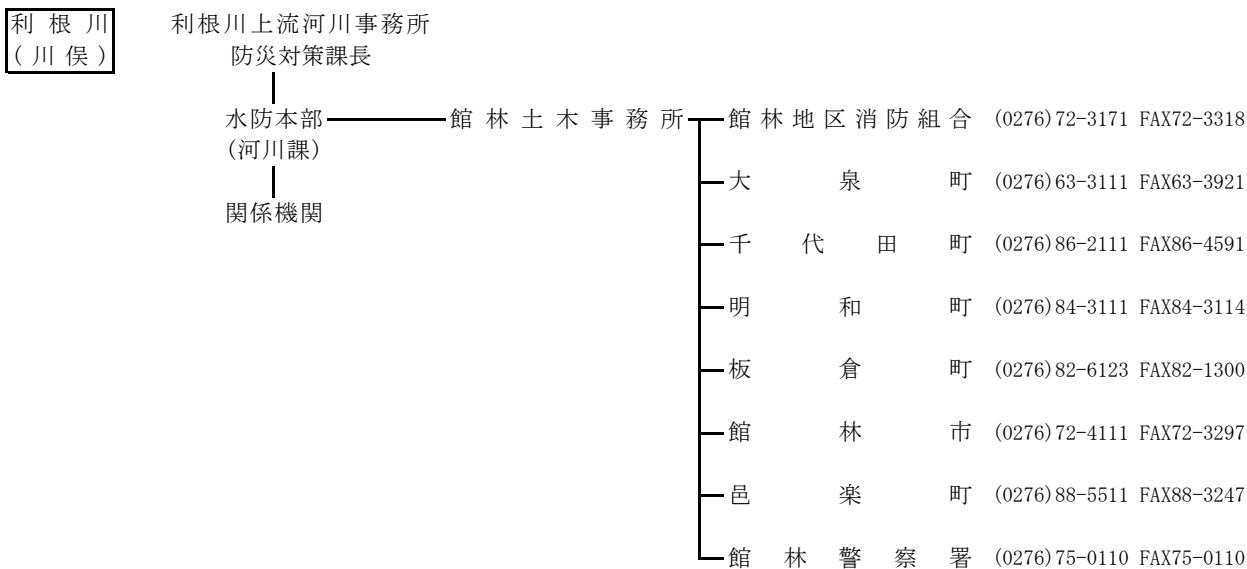 利根川 利根川上流河川事務所
(川俣) 防災対策課長
水防本部 館林土木事務所 館林地区消防組合 (0276)72-3171 FAX72-3318
(河川課)
大泉町 (0276)63-3111 FAX63-3921
関係機関
千代田町 (0276)86-2111 FAX86-4591
明和町 (0276)84-3111 FAX84-3114
板倉町 (0276)82-6123 FAX82-1300
館林市 (0276)72-4111 FAX72-3297
邑楽町 (0276)88-5511 FAX88-3247
館林警察署 (0276)75-0110 FAX75-0110